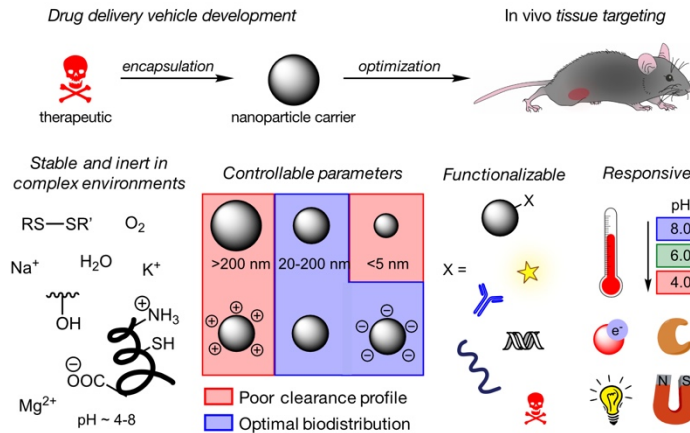 Drug delivery vehicle development
In vivo tissue targeting
encapsulation
optimization
therapeutic
nanoparticle carrier
Stable and inert in
complex environments
RS—SR’
O₂
Na⁺
H₂O
K⁺
OH
⊕
NH₃
SH
⊖
OOC
Mg²⁺
pH ~ 4-8
Controllable parameters
>200 nm
20-200 nm
<5 nm
⊕ ⊕ ⊕ ⊕ ⊕
⊖ ⊖ ⊖ ⊖ ⊖
Poor clearance profile
Optimal biodistribution
Functionalizable
X
X =
Responsive
pH
8.0
6.0
4.0
e⁻
N S